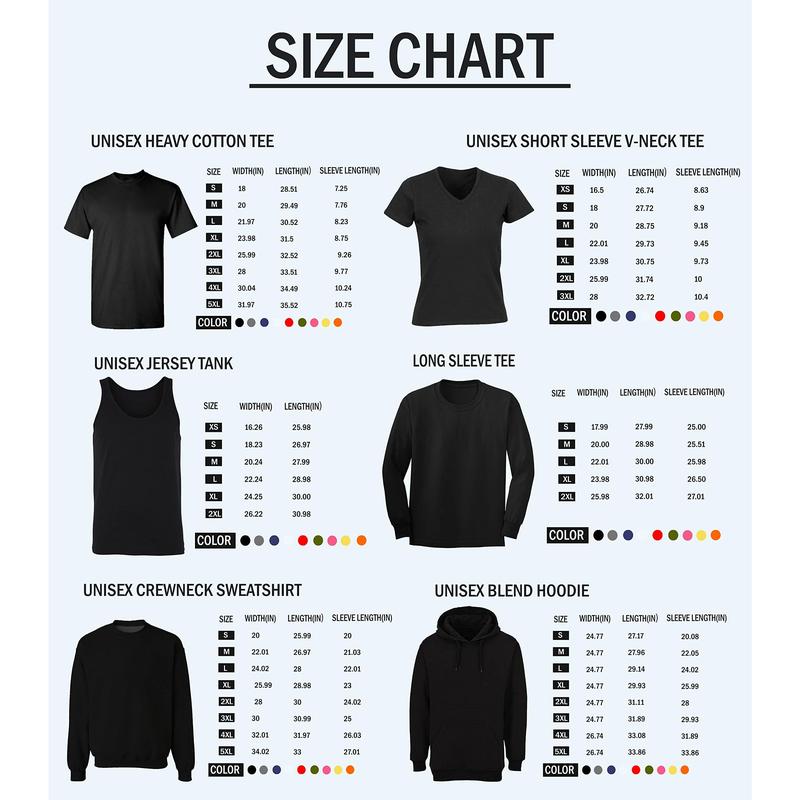 SIZE CHART
UNISEX HEAVY COTTON TEE
SIZE WIDTH(IN) LENGTH(IN) SLEEVE LENGTH(IN)
S 18 28.51 7.25
M 20 29.49 7.76
L 21.97 30.52 8.23
XL 23.98 31.5 8.75
2XL 25.99 32.52 9.26
3XL 28 33.51 9.77
4XL 30.04 34.49 10.24
5XL 31.97 35.52 10.75
COLOR
UNISEX SHORT SLEEVE V-NECK TEE
SIZE WIDTH(IN) LENGTH(IN) SLEEVE LENGTH(IN)
XS 16.5 26.74 8.63
S 18 27.72 8.9
M 20 28.75 9.18
L 22.01 29.73 9.45
XL 23.98 30.75 9.73
2XL 25.99 31.74 10
3XL 28 32.72 10.4
COLOR
UNISEX JERSEY TANK
SIZE WIDTH(IN) LENGTH(IN)
XS 16.26 25.98
S 18.23 26.97
M 20.24 27.99
L 22.24 28.98
XL 24.25 30.00
2XL 26.22 30.98
COLOR
LONG SLEEVE TEE
SIZE WIDTH(IN) LENGTH(IN) SLEEVE LENGTH(IN)
S 17.99 27.99 25.00
M 20.00 28.98 25.51
L 22.01 30.00 25.98
XL 23.98 30.98 26.50
2XL 25.98 32.01 27.01
COLOR
UNISEX CREWNECK SWEATSHIRT
SIZE WIDTH(IN) LENGTH(IN) SLEEVE LENGTH(IN)
S 20 25.99 20
M 22.01 26.97 21.03
L 24.02 28 22.01
XL 25.99 28.98 23
2XL 28 30 24.02
3XL 30 30.99 25
4XL 32.01 31.97 26.03
5XL 34.02 33 27.01
COLOR
UNISEX BLEND HOODIE
SIZE WIDTH(IN) LENGTH(IN) SLEEVE LENGTH(IN)
S 24.77 27.17 20.08
M 24.77 27.96 22.05
L 24.77 29.14 24.02
XL 24.77 29.93 25.99
2XL 24.77 31.11 28
3XL 24.77 31.89 29.93
4XL 26.74 33.08 31.89
5XL 26.74 33.86 33.86
COLOR